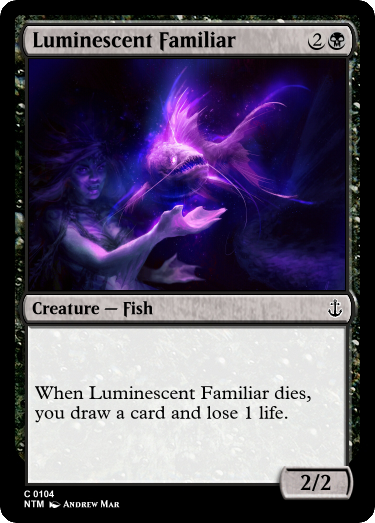 Luminescent Familiar 2
Creature — Fish
When Luminescent Familiar dies,
you draw a card and lose 1 life.
2/2
C 0104
NTM Andrew Mar